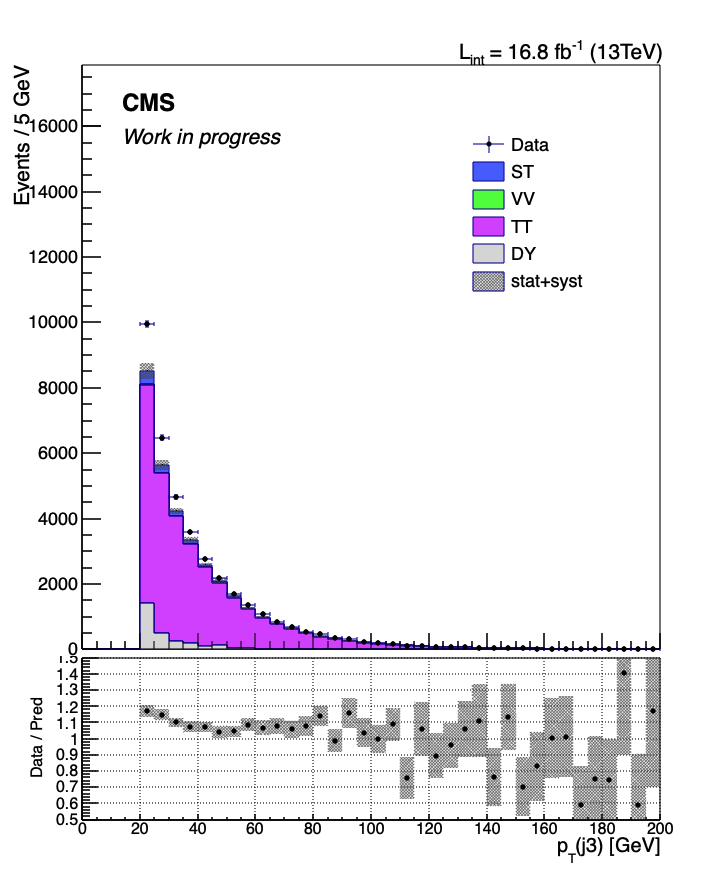 L_int = 16.8 fb⁻¹ (13TeV)
Events / 5 GeV
CMS
Work in progress
16000
14000
12000
10000
8000
6000
4000
2000
0
Data
ST
VV
TT
DY
stat+syst
Data / Pred
1.5
1.4
1.3
1.2
1.1
1
0.9
0.8
0.7
0.6
0.5
0 20 40 60 80 100 120 140 160 180 200
p_T(j3) [GeV]